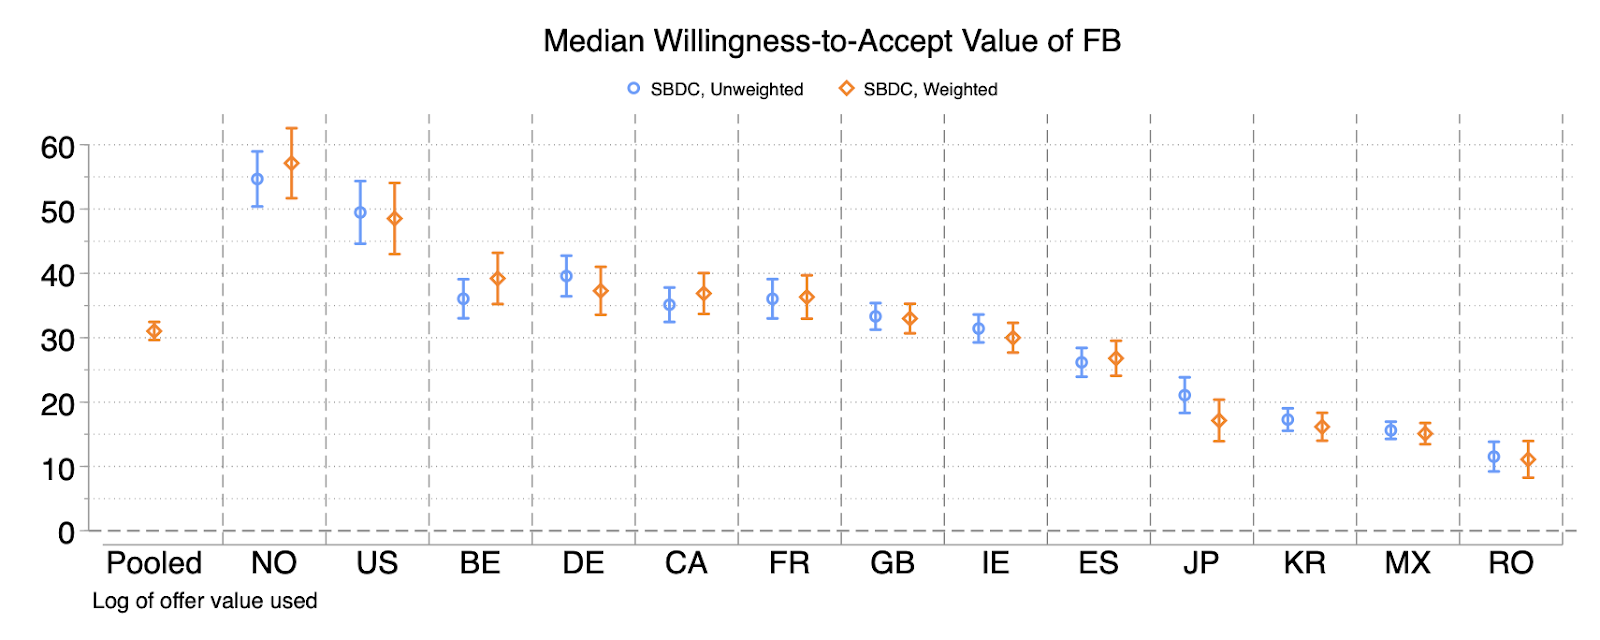 Median Willingness-to-Accept Value of FB
SBDC, Unweighted SBDC, Weighted
60
50
40
30
20
10
0
Pooled NO US BE DE CA FR GB IE ES JP KR MX RO
Log of offer value used